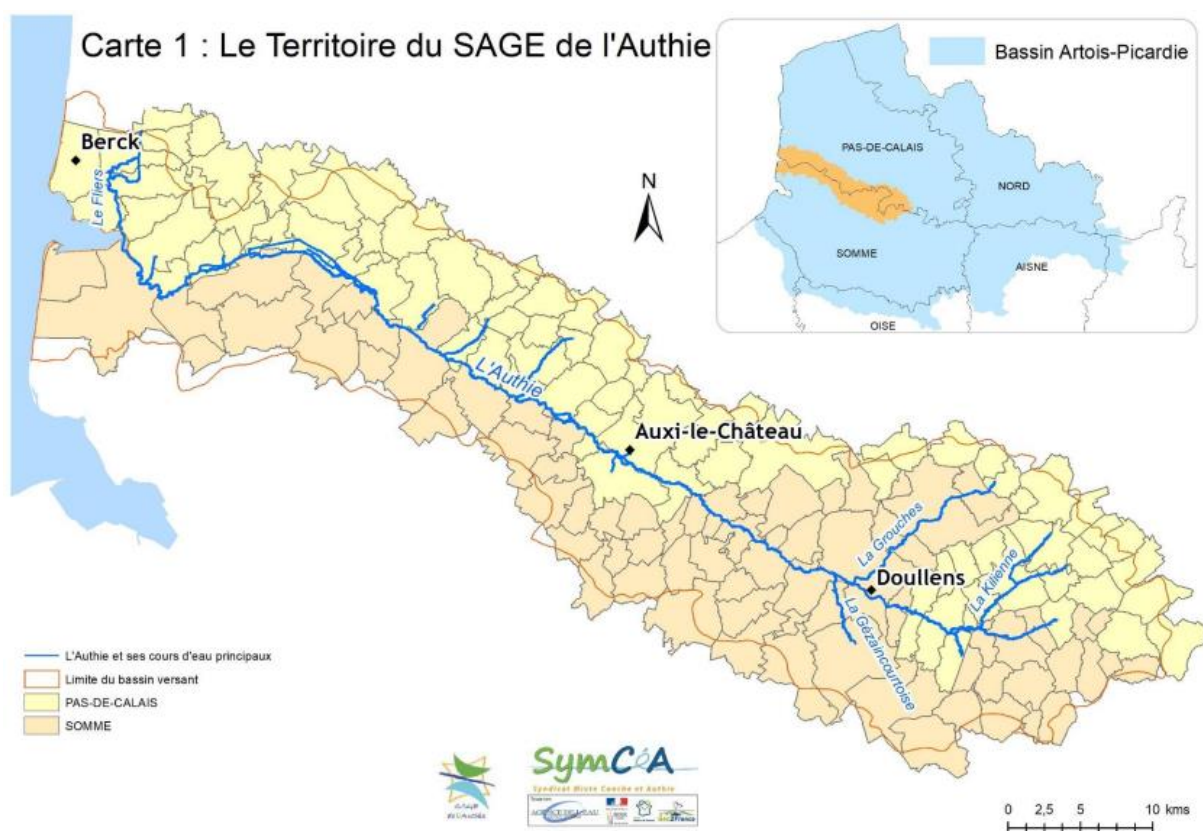 Carte 1 : Le Territoire du SAGE de l'Authie
Bassin Artois-Picardie
PAS-DE-CALAIS
NORD
SOMME
AISNE
OISE
Berck
Le Fliers
N
L'Authie
Auxi-le-Château
La Grouches
Doullens
La Kilienne
La Gézaincourtoise
L'Authie et ses cours d'eau principaux
Limite du bassin versant
PAS-DE-CALAIS
SOMME
SymCéA
Syndicat Mixte Canche et Authie
AGENCE DE L'EAU
0 2,5 5 10 kms